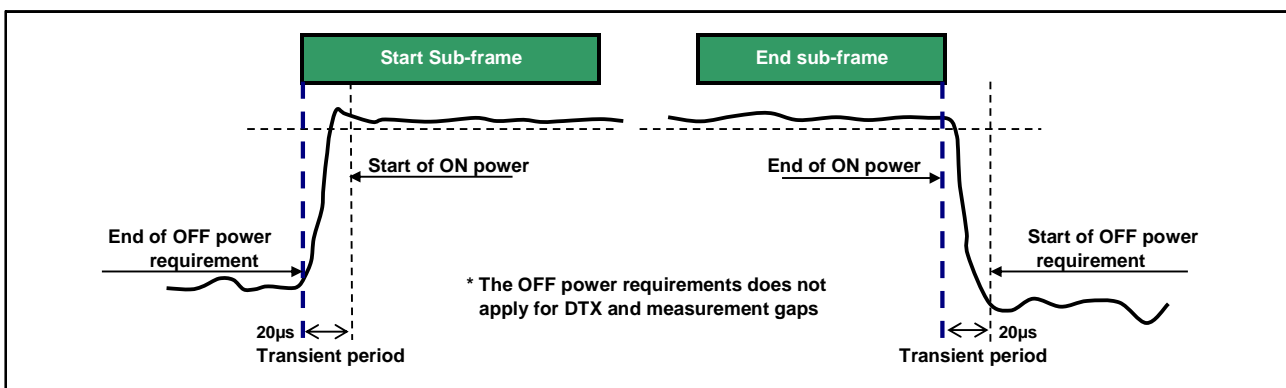 Start Sub-frame
End sub-frame
Start of ON power
End of ON power
End of OFF power
requirement
Start of OFF power
requirement
* The OFF power requirements does not
apply for DTX and measurement gaps
20µs
Transient period
20µs
Transient period